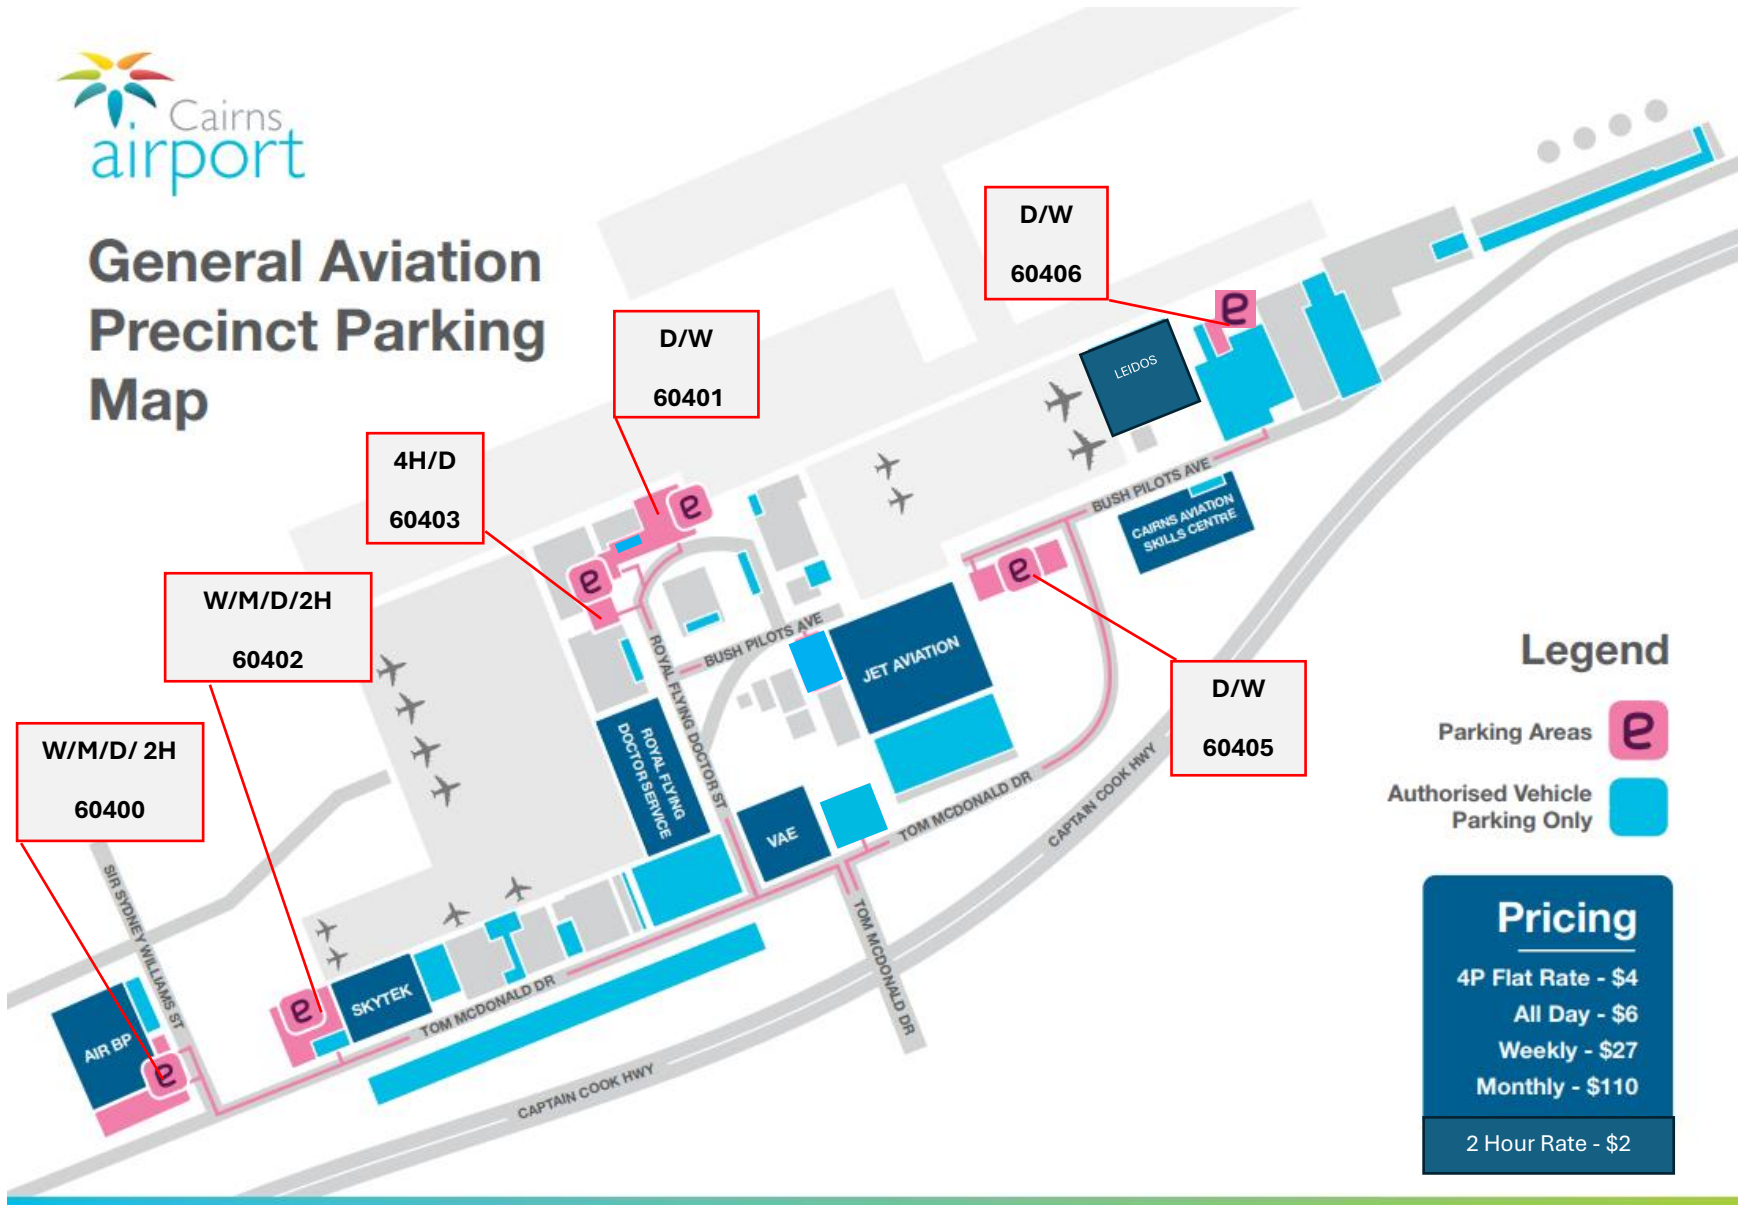 Cairns
airport
General Aviation
Precinct Parking
Map
D/W
60406
D/W
60401
4H/D
60403
W/M/D/2H
60402
W/M/D/ 2H
60400
D/W
60405
LEIDOS
BUSH PILOTS AVE
CAIRNS AVIATION
SKILLS CENTRE
BUSH PILOTS AVE
JET AVIATION
ROYAL FLYING DOCTOR ST
ROYAL FLYING
DOCTOR SERVICE
VAE
TOM MCDONALD DR
CAPTAIN COOK HWY
TOM MCDONALD DR
SIR SYDNEY WILLIAMS ST
SKYTEK
TOM MCDONALD DR
AIR BP
CAPTAIN COOK HWY
Legend
Parking Areas
Authorised Vehicle
Parking Only
Pricing
4P Flat Rate - $4
All Day - $6
Weekly - $27
Monthly - $110
2 Hour Rate - $2